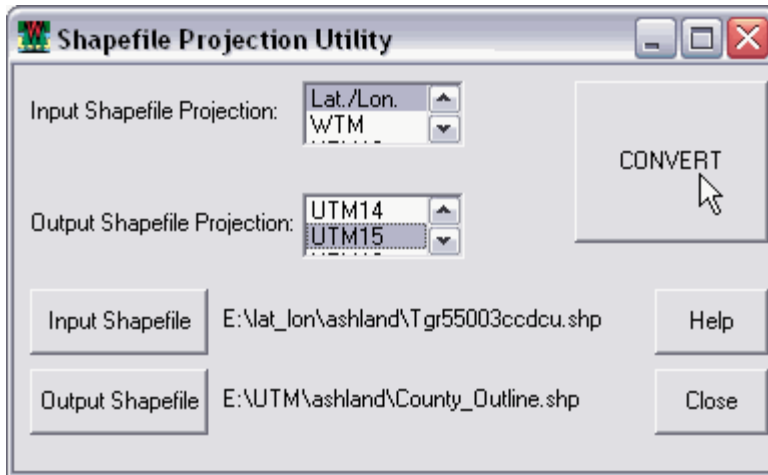 Shapefile Projection Utility
Input Shapefile Projection:
Lat./Lon.
WTM
CONVERT
Output Shapefile Projection:
UTM14
UTM15
Input Shapefile
E:\lat_lon\ashland\Tgr55003ccdcu.shp
Help
Output Shapefile
E:\UTM\ashland\County_Outline.shp
Close